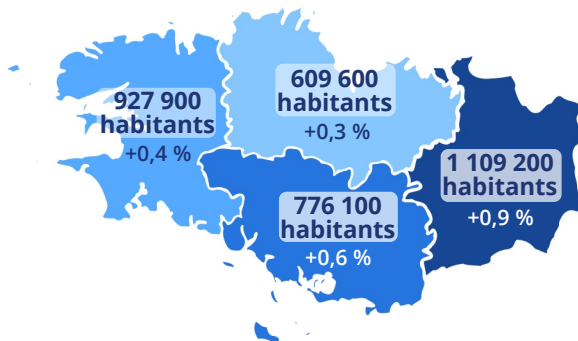 927 900
habitants
+0,4 %
609 600
habitants
+0,3 %
776 100
habitants
+0,6 %
1 109 200
habitants
+0,9 %